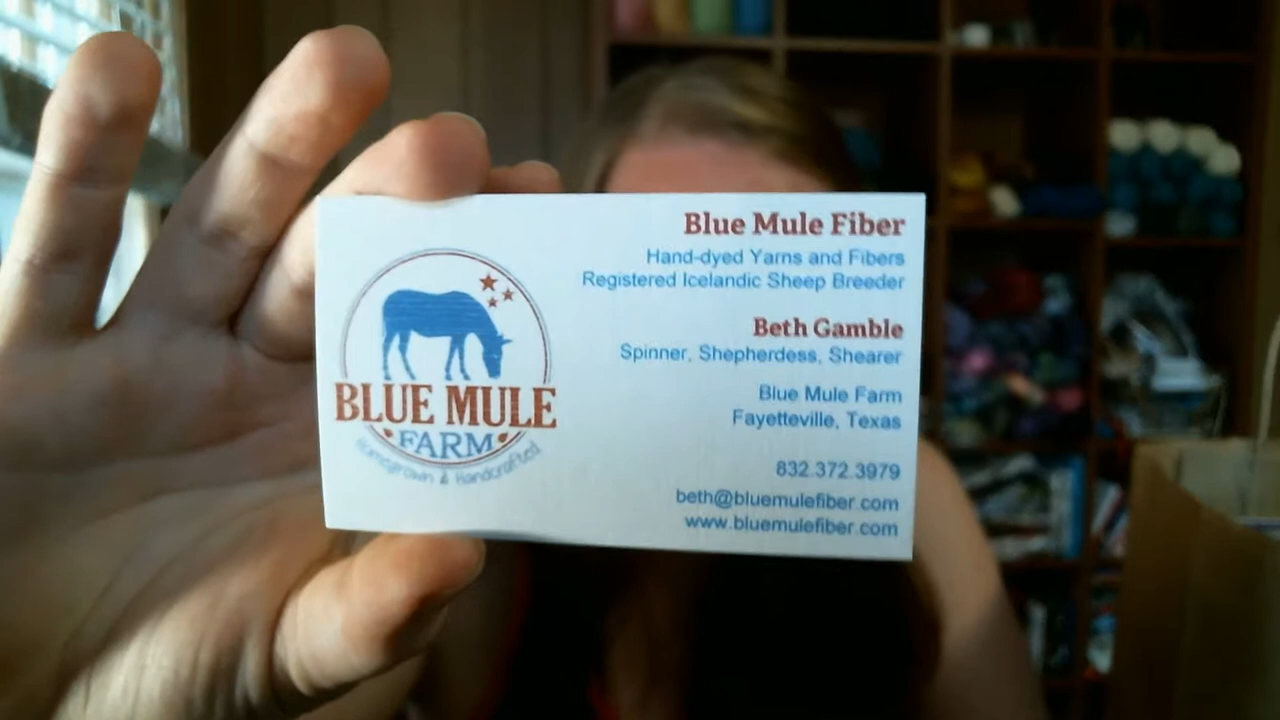 BLUE MULE
FARM
Homegrown & Handcrafted
Blue Mule Fiber
Hand-dyed Yarns and Fibers
Registered Icelandic Sheep Breeder
Beth Gamble
Spinner, Shepherdess, Shearer
Blue Mule Farm
Fayetteville, Texas
832.372.3979
beth@bluemulefiber.com
www.bluemulefiber.com